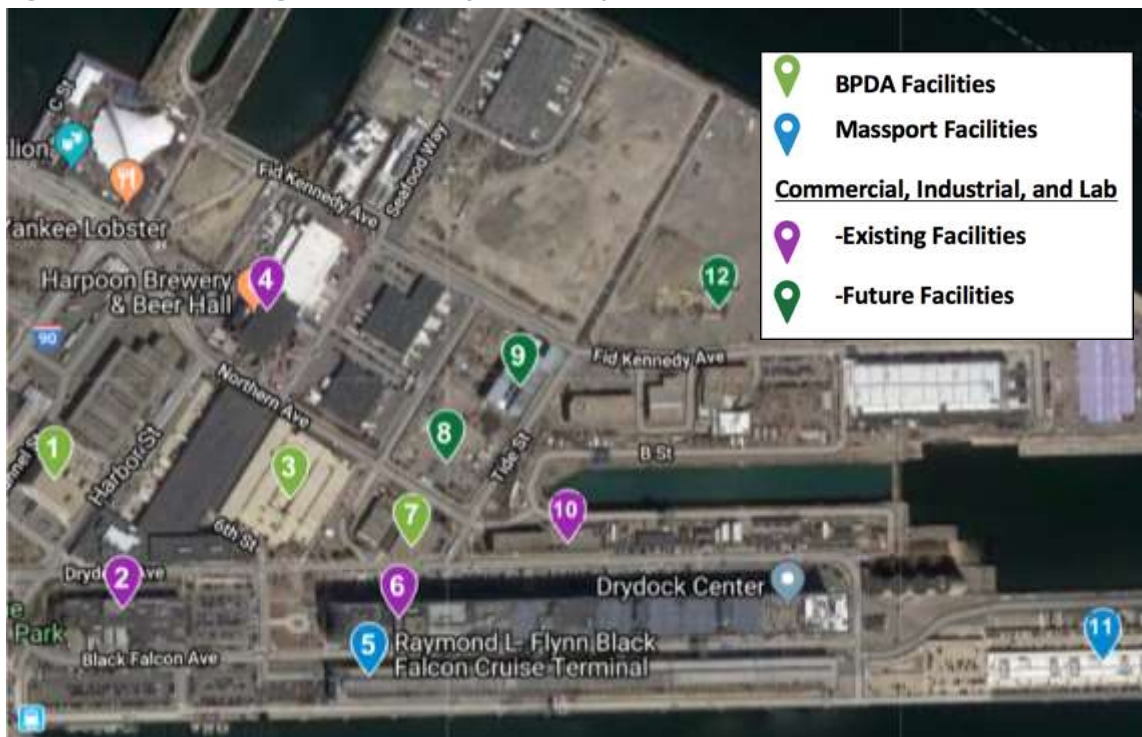 BPDA Facilities
Massport Facilities
Commercial, Industrial, and Lab
-Existing Facilities
-Future Facilities
C St
lion
Yankee Lobster
Fid Kennedy Ave
Seafood Way
Harpoon Brewery
& Beer Hall
4
12
90
Northern Ave
9
Fid Kennedy Ave
Harbor St
1
3
8
Tide St
B St
7
10
6th St
2
6
Drydock Center
Park
Black Falcon Ave
5
Raymond L. Flynn Black
Falcon Cruise Terminal
11